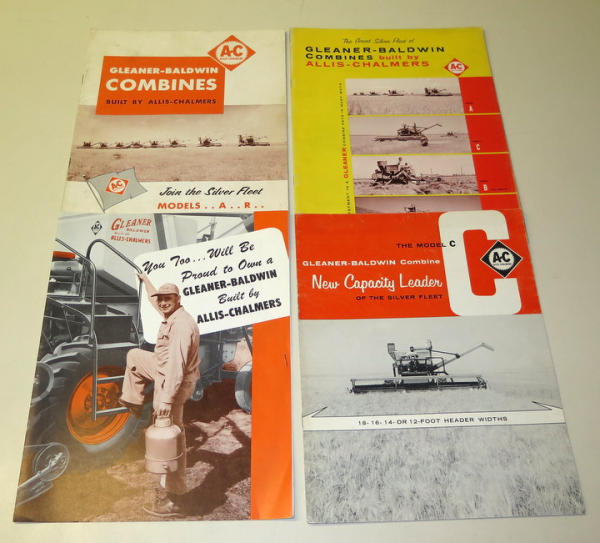 A-C
GLEANER-BALDWIN
COMBINES
BUILT BY ALLIS-CHALMERS
A-C
Join the Silver Fleet
MODELS . . A . . R . .
The Great Silver Fleet of
GLEANER-BALDWIN
COMBINES built by
ALLIS-CHALMERS
A-C
A
C
B
GLEANER
BALDWIN
ALLIS-CHALMERS
You Too... Will Be
Proud to Own a
GLEANER-BALDWIN
Built by
ALLIS-CHALMERS
THE MODEL C
GLEANER-BALDWIN Combine
New Capacity Leader
OF THE SILVER FLEET
C
A-C
18- 16- 14- OR 12-FOOT HEADER WIDTHS